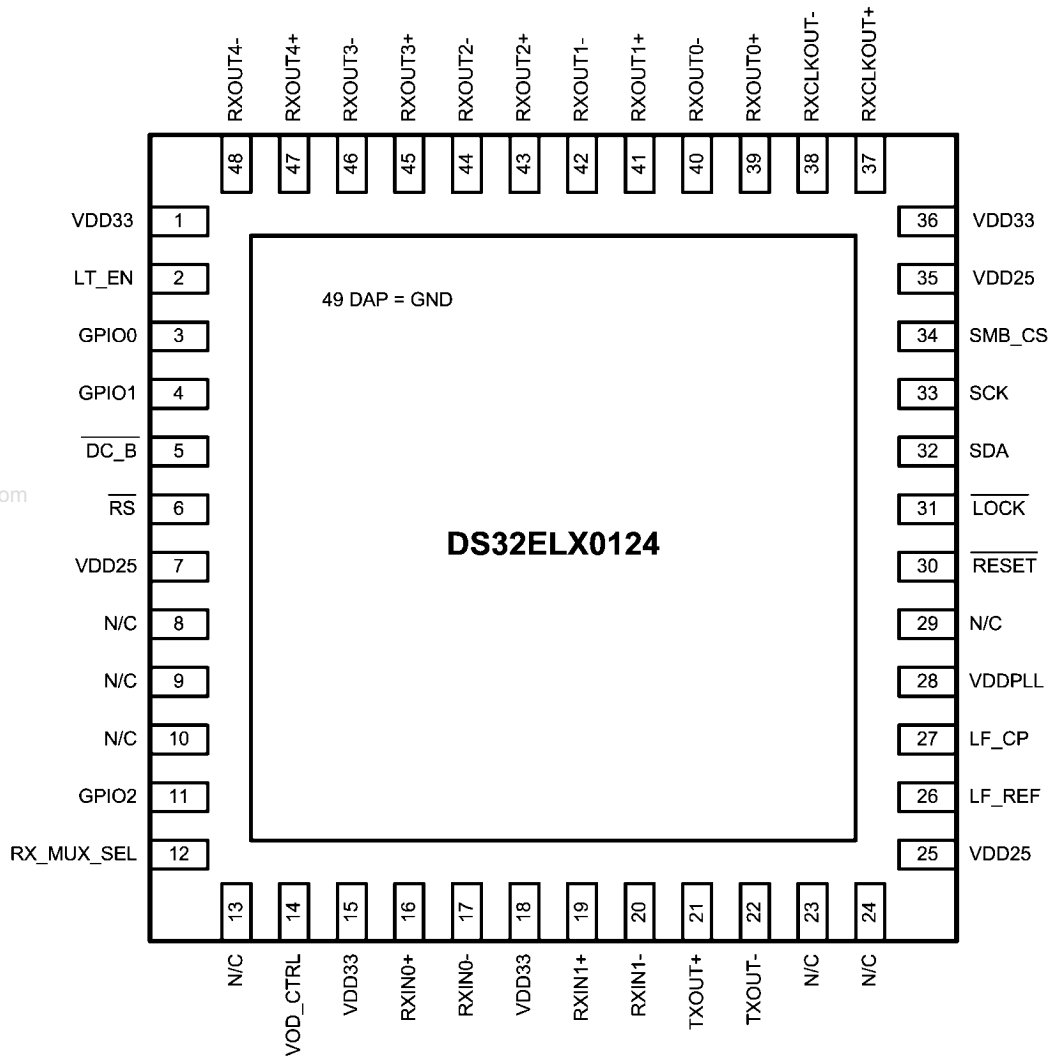 RXOUT4-
RXOUT4+
RXOUT3-
RXOUT3+
RXOUT2-
RXOUT2+
RXOUT1-
RXOUT1+
RXOUT0-
RXOUT0+
RXCLKOUT-
RXCLKOUT+
48
47
46
45
44
43
42
41
40
39
38
37
VDD33 1
LT_EN 2
GPIO0 3
GPIO1 4
DC_B 5
RS 6
VDD25 7
N/C 8
N/C 9
N/C 10
GPIO2 11
RX_MUX_SEL 12
om
49 DAP = GND
DS32ELX0124
36 VDD33
35 VDD25
34 SMB_CS
33 SCK
32 SDA
31 LOCK
30 RESET
29 N/C
28 VDDPLL
27 LF_CP
26 LF_REF
25 VDD25
13
14
15
16
17
18
19
20
21
22
23
24
N/C
VOD_CTRL
VDD33
RXIN0+
RXIN0-
VDD33
RXIN1+
RXIN1-
TXOUT+
TXOUT-
N/C
N/C